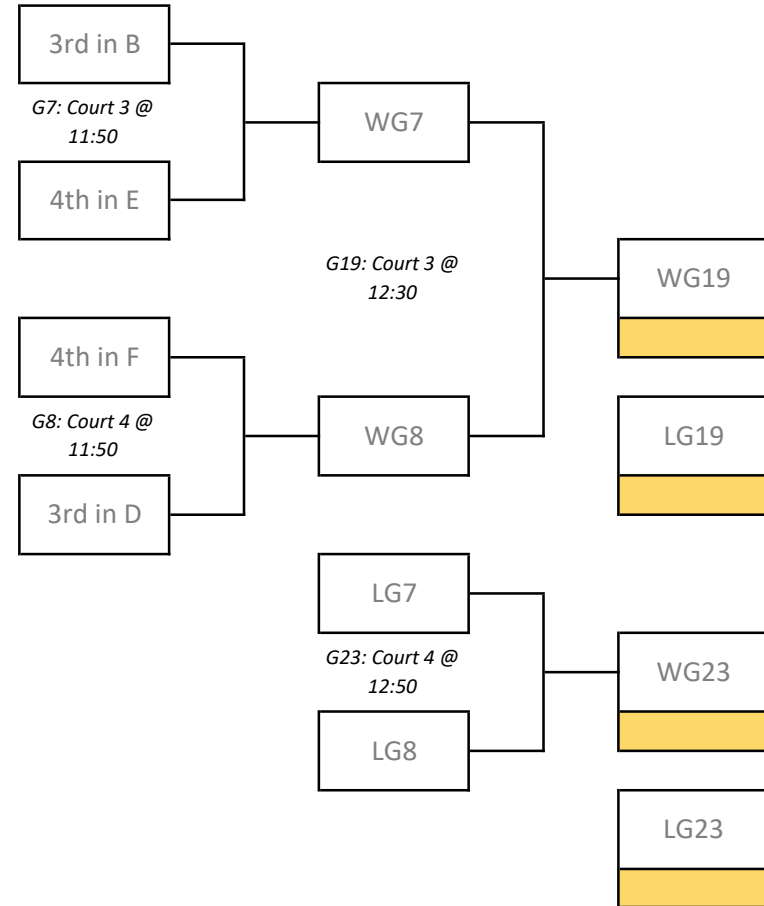 3rd in B
G7: Court 3 @
11:50
4th in E
WG7
G19: Court 3 @
12:30
WG19
4th in F
G8: Court 4 @
11:50
3rd in D
WG8
LG19
LG7
G23: Court 4 @
12:50
LG8
WG23
LG23